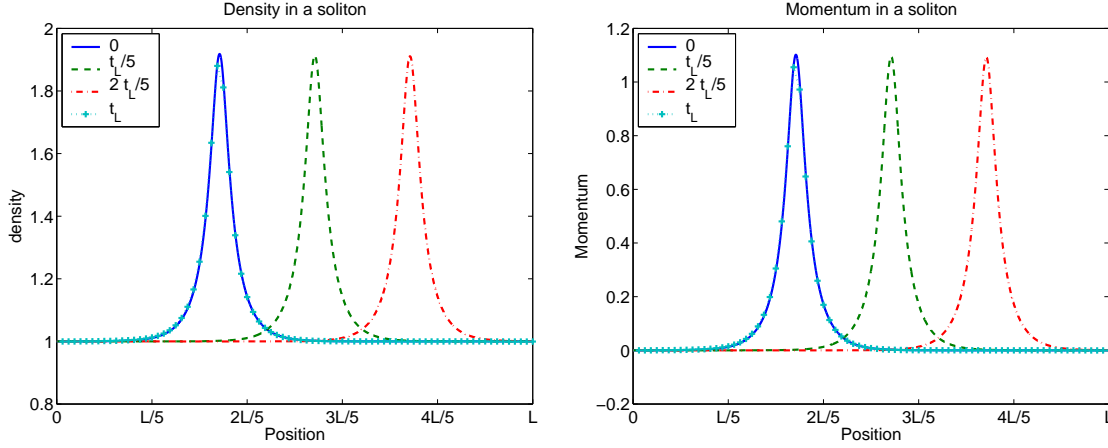 Density in a soliton
2
1.8
1.6
1.4
1.2
1
0.8
density
0
t_L/5
2 t_L/5
t_L
0
L/5
2L/5
3L/5
4L/5
L
Position
Momentum in a soliton
1.2
1
0.8
0.6
0.4
0.2
0
−0.2
Momentum
0
t_L/5
2 t_L/5
t_L
0
L/5
2L/5
3L/5
4L/5
L
Position